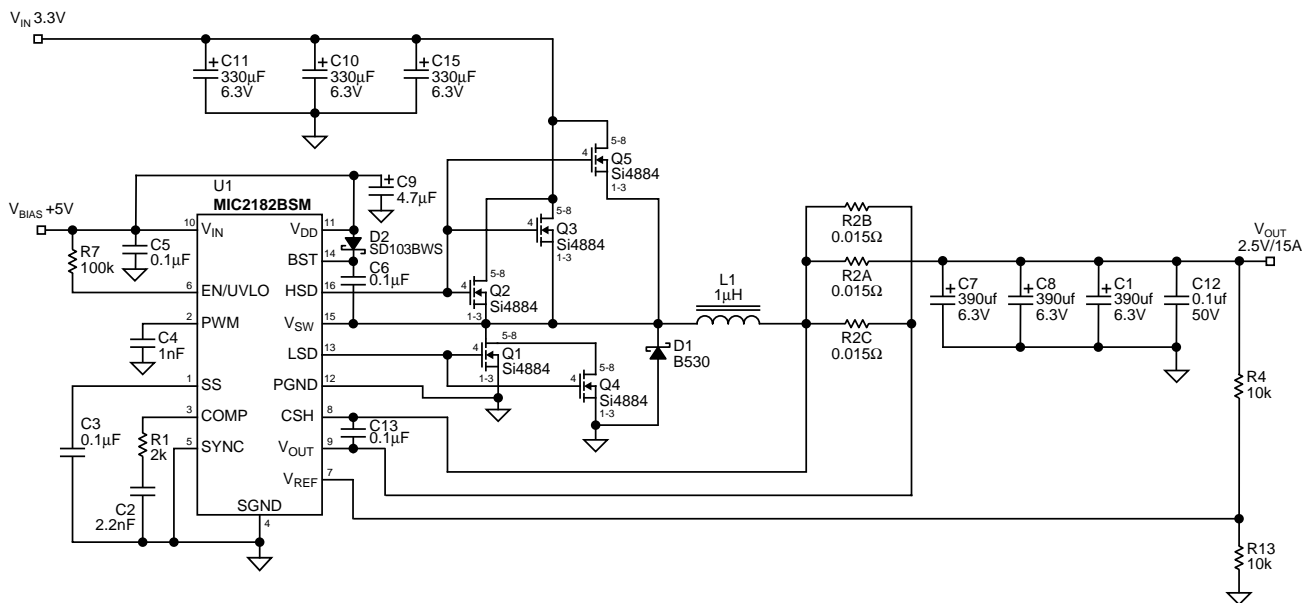 VIN 3.3V
C11
330µF
6.3V
C10
330µF
6.3V
C15
330µF
6.3V
5-8
4
Q5
Si4884
1-3
C9
4.7µF
U1
MIC2182BSM
VBIAS +5V
10
VIN
VDD
11
D2
SD103BWS
R7
100k
C5
0.1µF
BST
14
C6
0.1µF
5-8
4
Q3
Si4884
1-3
6
EN/UVLO
HSD
16
5-8
4
Q2
Si4884
1-3
2
PWM
VSW
15
C4
1nF
LSD
13
5-8
4
Q1
Si4884
1-3
5-8
4
Q4
Si4884
1-3
D1
B530
L1
1µH
R2B
0.015Ω
R2A
0.015Ω
R2C
0.015Ω
VOUT
2.5V/15A
C7
390uf
6.3V
C8
390uf
6.3V
C1
390uf
6.3V
C12
0.1uf
50V
1
SS
PGND
12
C3
0.1µF
3
COMP
CSH
8
C13
0.1µF
R1
2k
5
SYNC
VOUT
9
VREF
7
C2
2.2nF
SGND
4
R4
10k
R13
10k